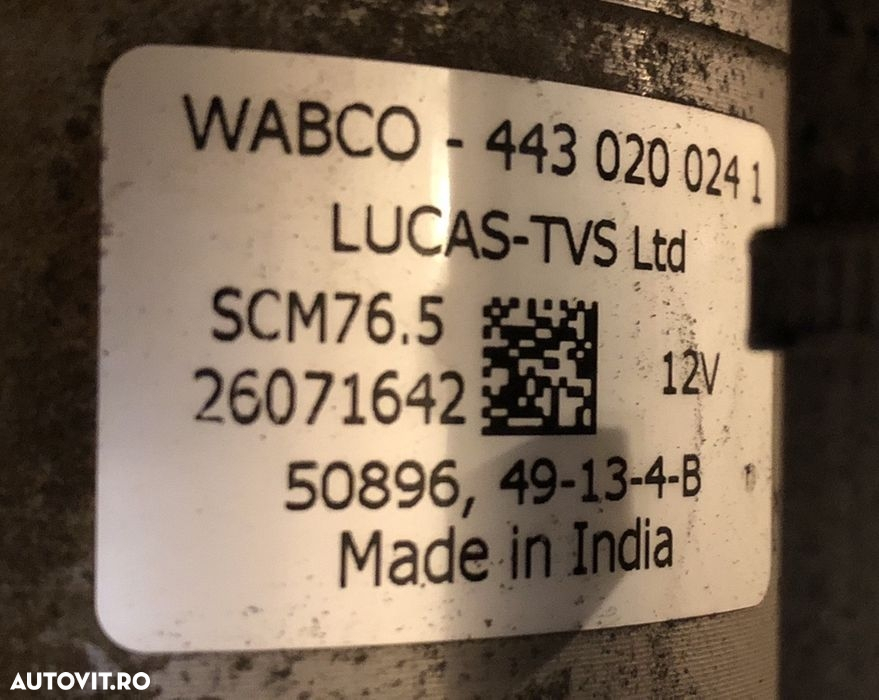 WABCO - 443 020 024 1
LUCAS-TVS Ltd
SCM76.5
26071642
12V
50896, 49-13-4-B
Made in India
AUTOVIT.RO